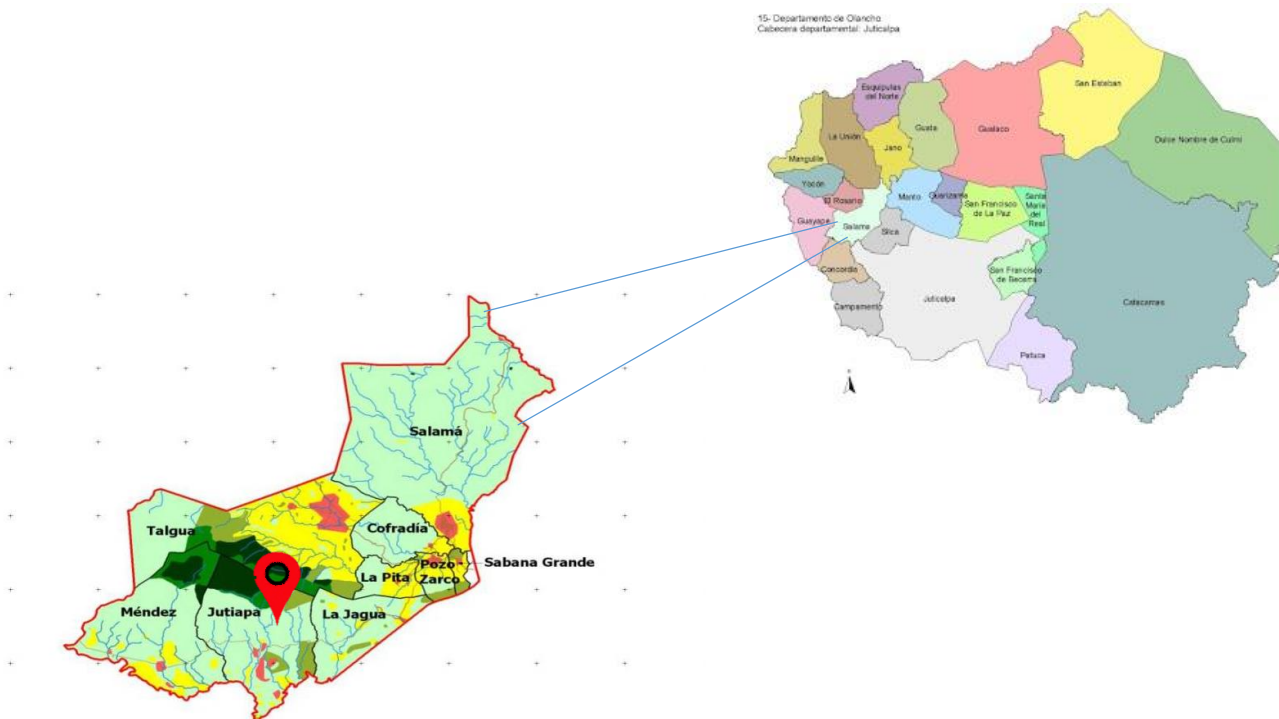 15- Departamento de Olancho
Cabecera departamental: Juticalpa
San Esteban
Esquipulas
del Norte
Guata
Gualaco
La Unión
Jano
Dulce Nombre de Culmi
Mangulile
Yocón
El Rosario
Manto
Guarizama
San Francisco
de La Paz
Santa
Maria
del
Real
Guayape
Salama
Silca
Concordia
San Francisco
de Becerra
Juticalpa
Catacamas
Campamento
Patuca
Salamá
Talgua
Cofradía
Sabana Grande
Pozo
Zarco
La Pita
Méndez
Jutiapa
La Jagua